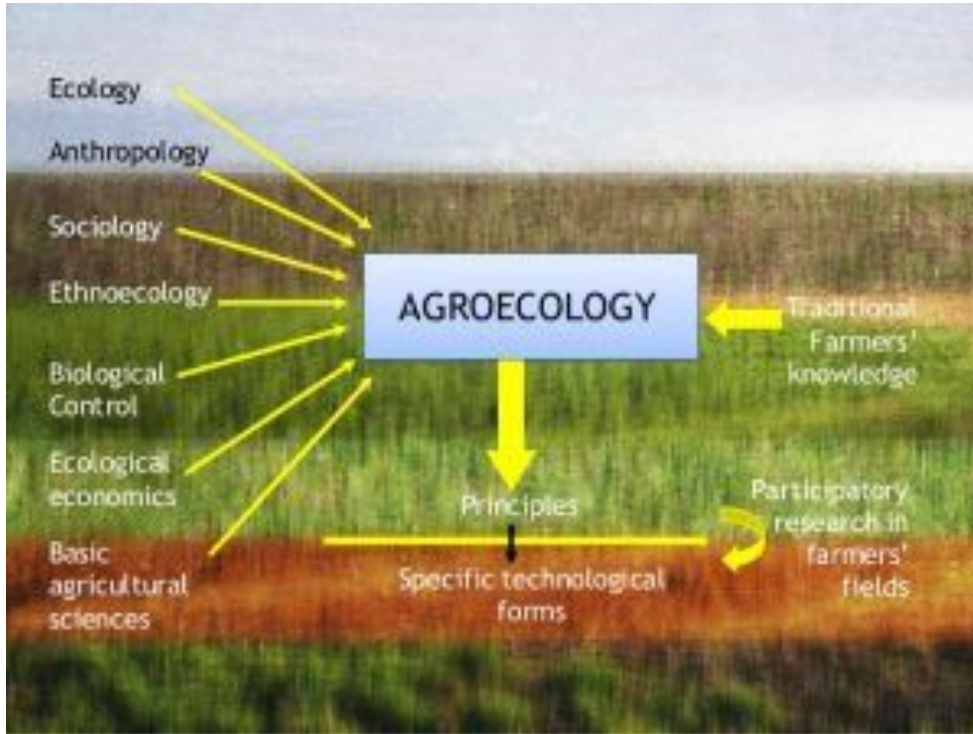 Ecology
Anthropology
Sociology
Ethnoecology
Biological
Control
Ecological
economics
Basic
agricultural
sciences
AGROECOLOGY
Traditional
Farmers'
knowledge
Principles
Specific technological
forms
Participatory
research in
farmers'
fields